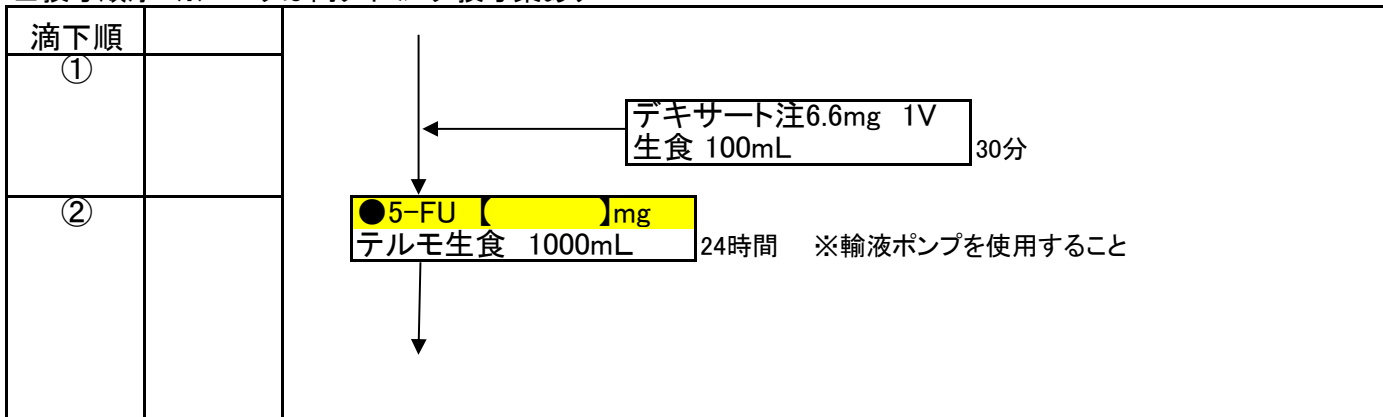 滴下順
①
デキサート注6.6mg 1V
生食 100mL 30分
②
●5-FU 【 】mg
テルモ生食 1000mL 24時間 ※輸液ポンプを使用すること